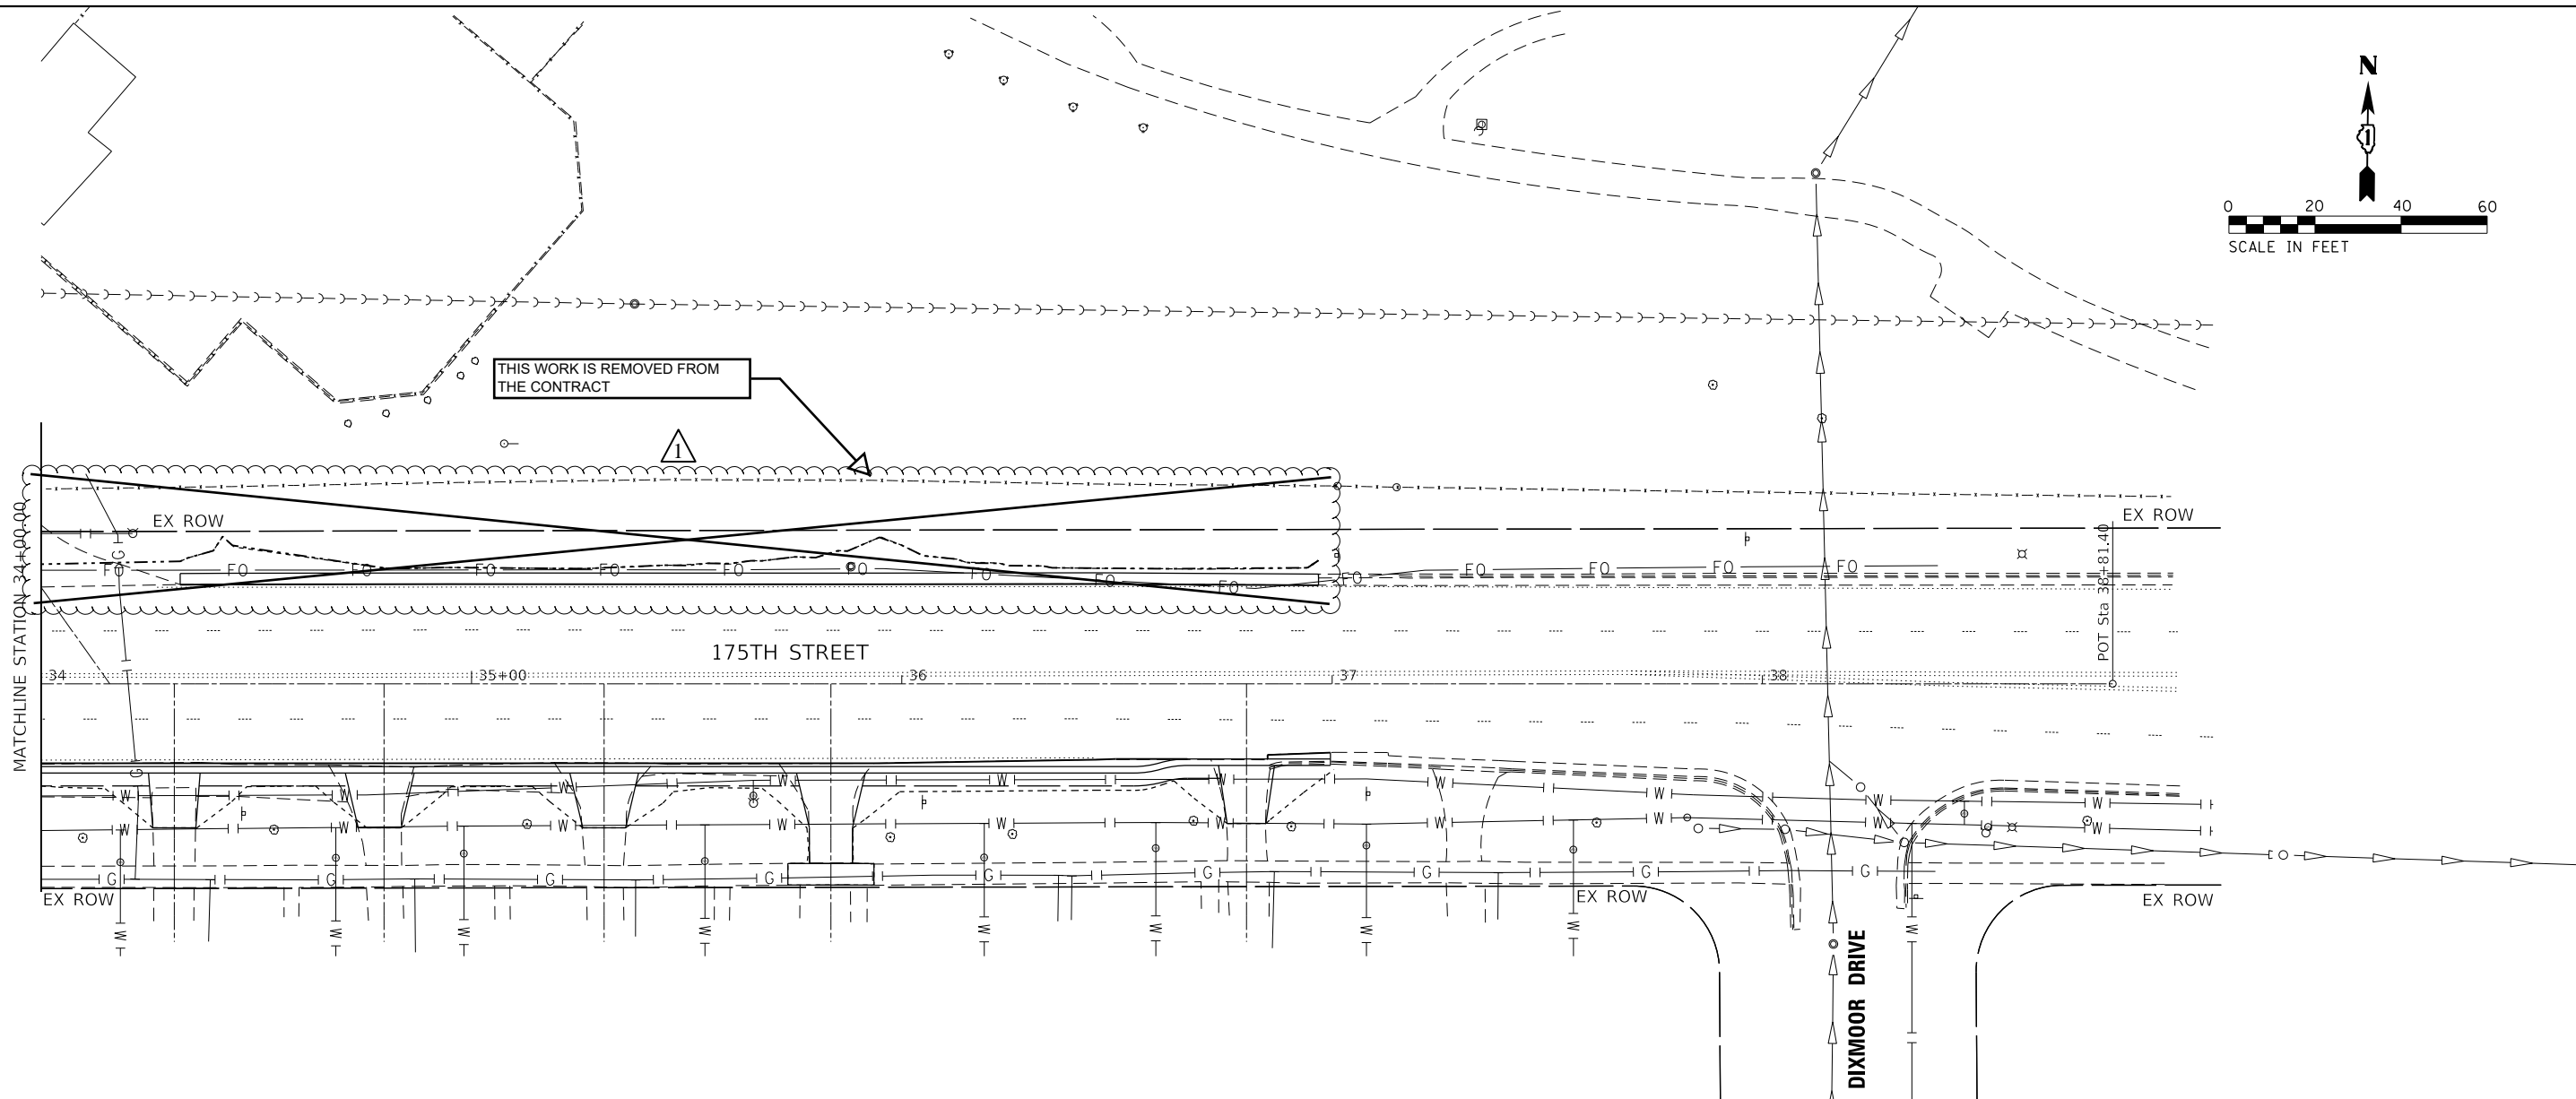 N
1
0 20 40 60
SCALE IN FEET
THIS WORK IS REMOVED FROM
THE CONTRACT
1
MATCHLINE STATION 34+00.00
EX ROW
EX ROW
G
FO FO FO FO FO FO FO FO FO FO FO FO FO FO FO
POT Sta 38+81.40
175TH STREET
34 35+00 36 37 38
G
W W W W W W W W W W
W W W W W W W W W W
G G G G G G G G G
EX ROW
EX ROW
EX ROW
W W W W W W W W W
DIXMOOR DRIVE